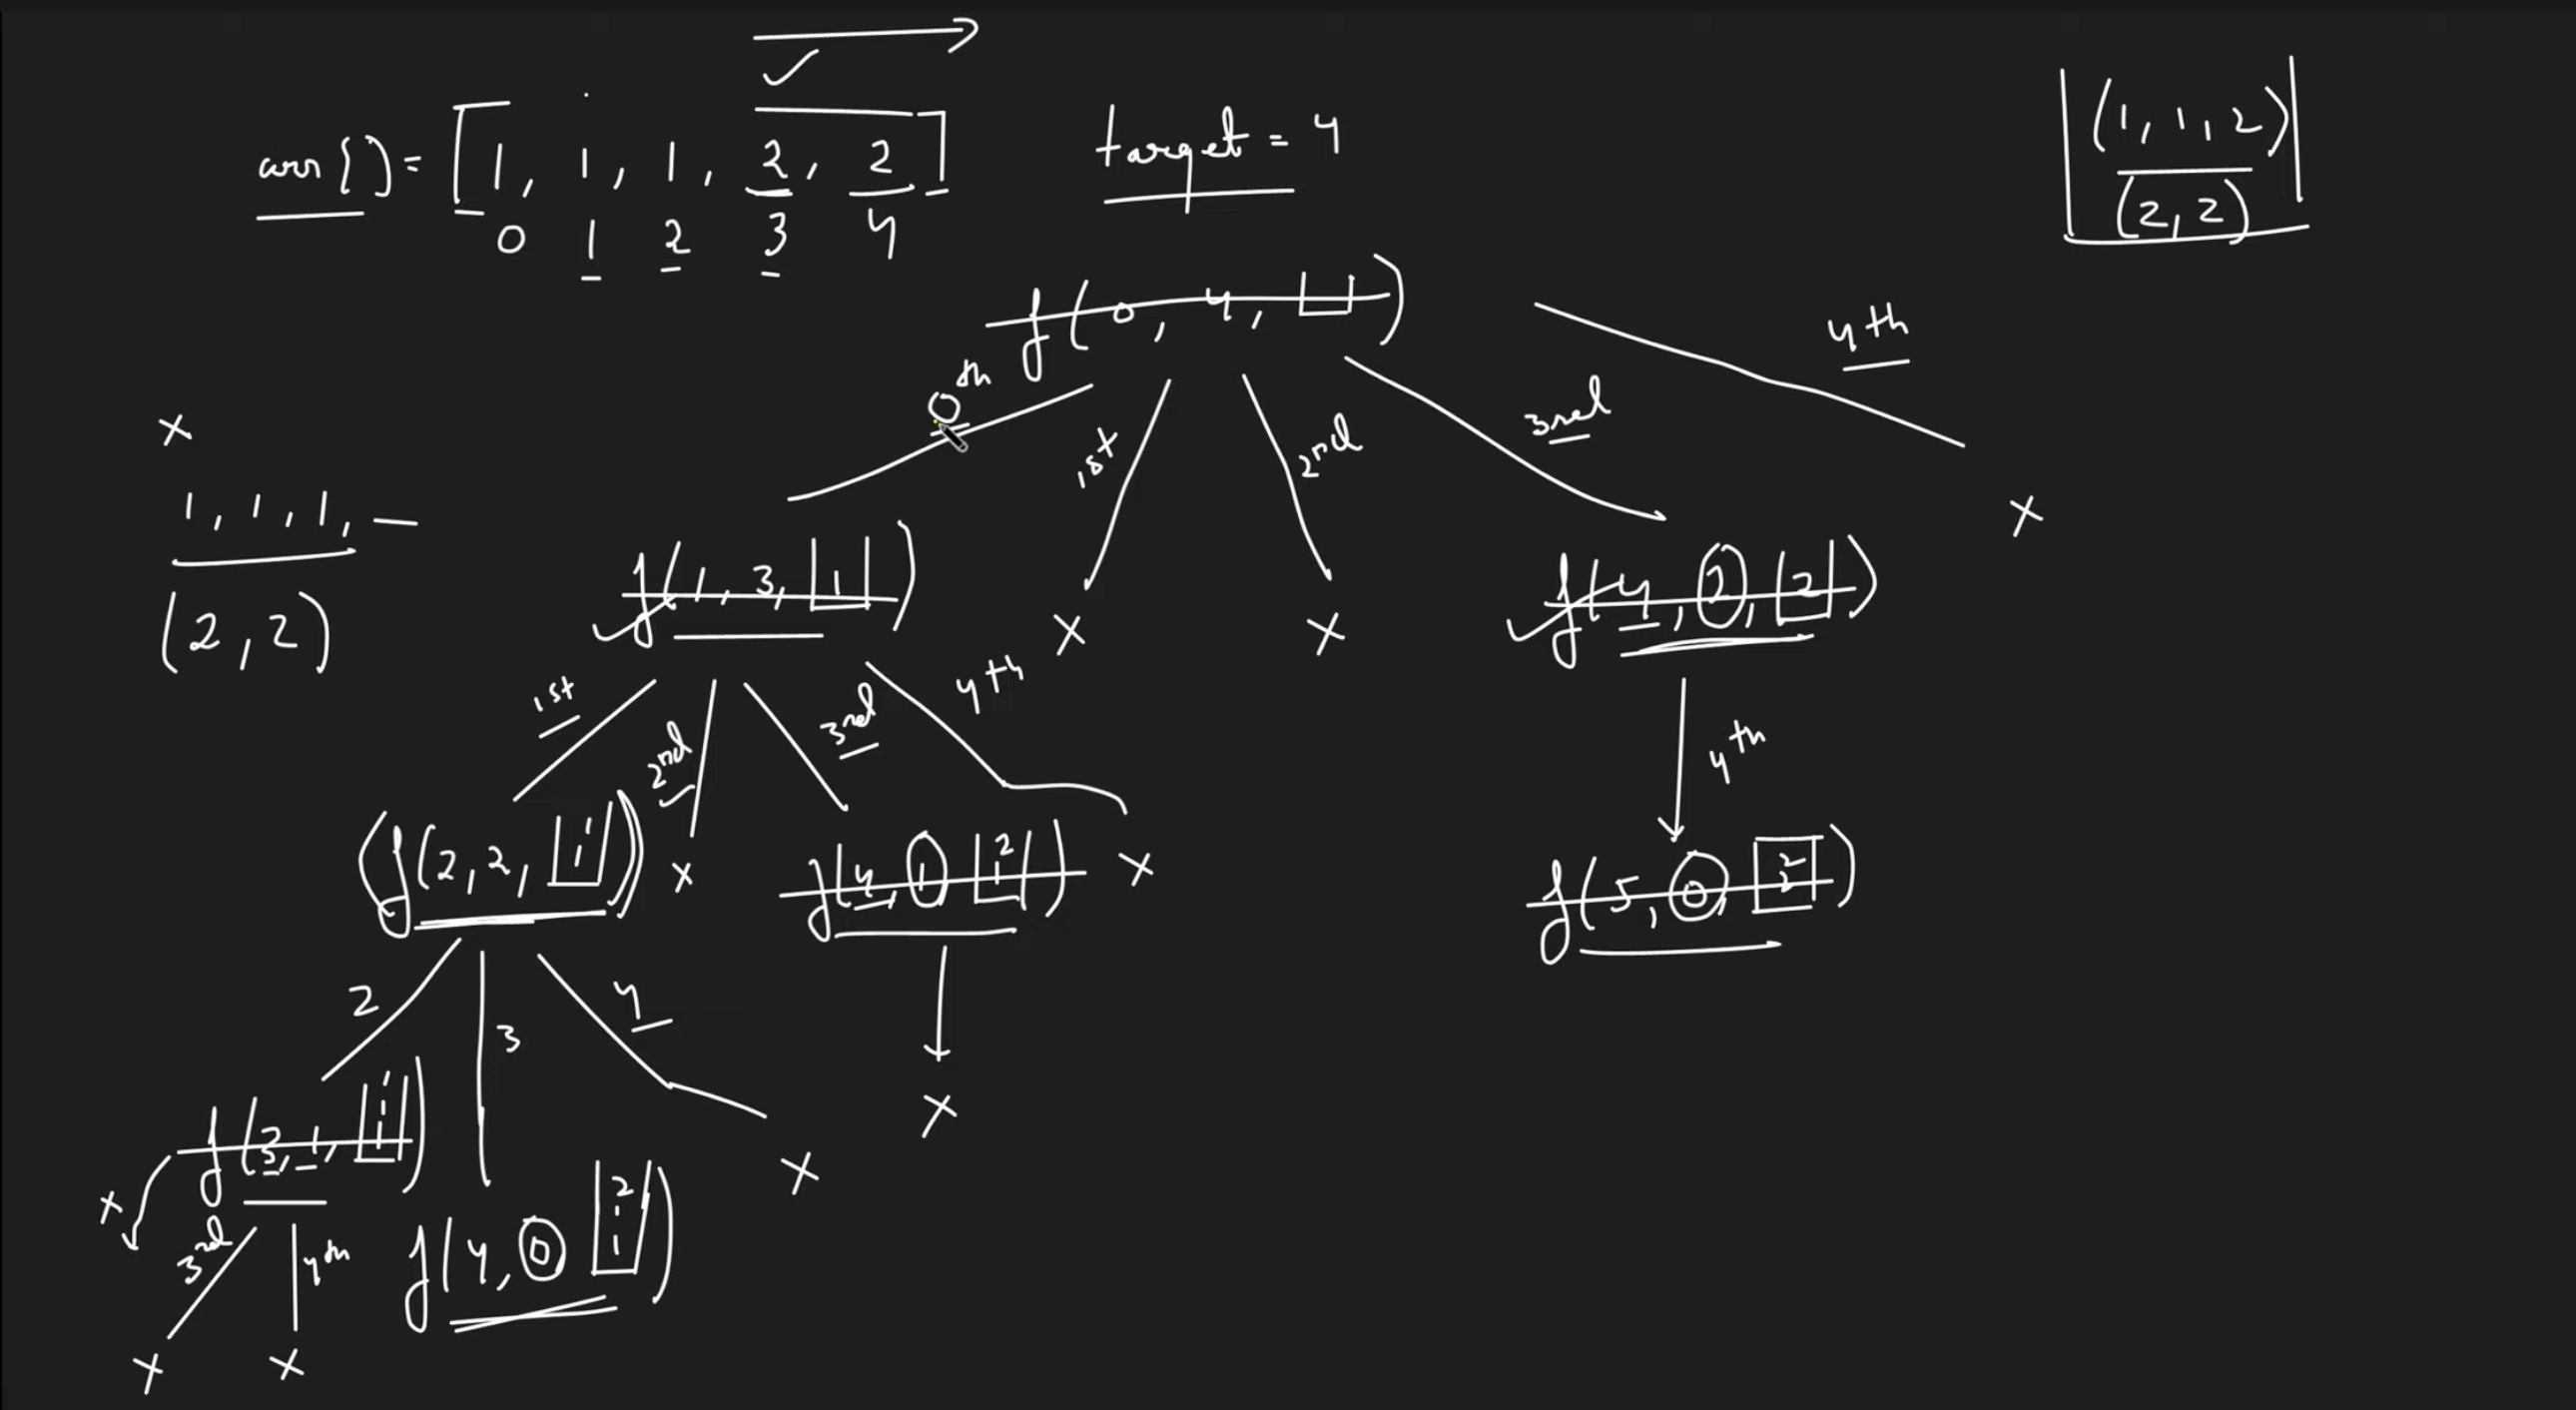 arr[] = [1, 1, 1, 2, 2]
0 1 2 3 4
target = 4
(1, 1, 2)
(2, 2)
f(0, 4, [ ])
0th
1st
2nd
3rd
4th
x
x
1, 1, 1, —
(2, 2)
f(1, 3, [1])
x
x
f(4, 2, [2])
1st
2nd
3rd
4th
4th
f(2, 2, [1 1])
x
f(4, 1 [2 1])
x
f(5, 0, [2 2])
2
3
4
f(3, 1, [1 1 1])
x
x
x
3rd
4th
f(4, 0 [2 1 1])
x
x